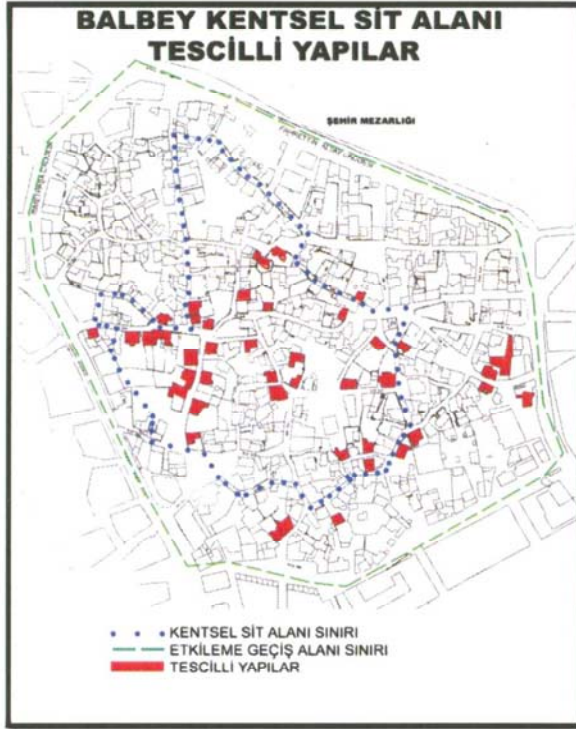 BALBEY KENTSEL SİT ALANI
TESCİLLİ YAPILAR
ŞEHİR MEZARLIĞI
KENTSEL SİT ALANI SINIRI
ETKİLEME GEÇİŞ ALANI SINIRI
TESCİLLİ YAPILAR